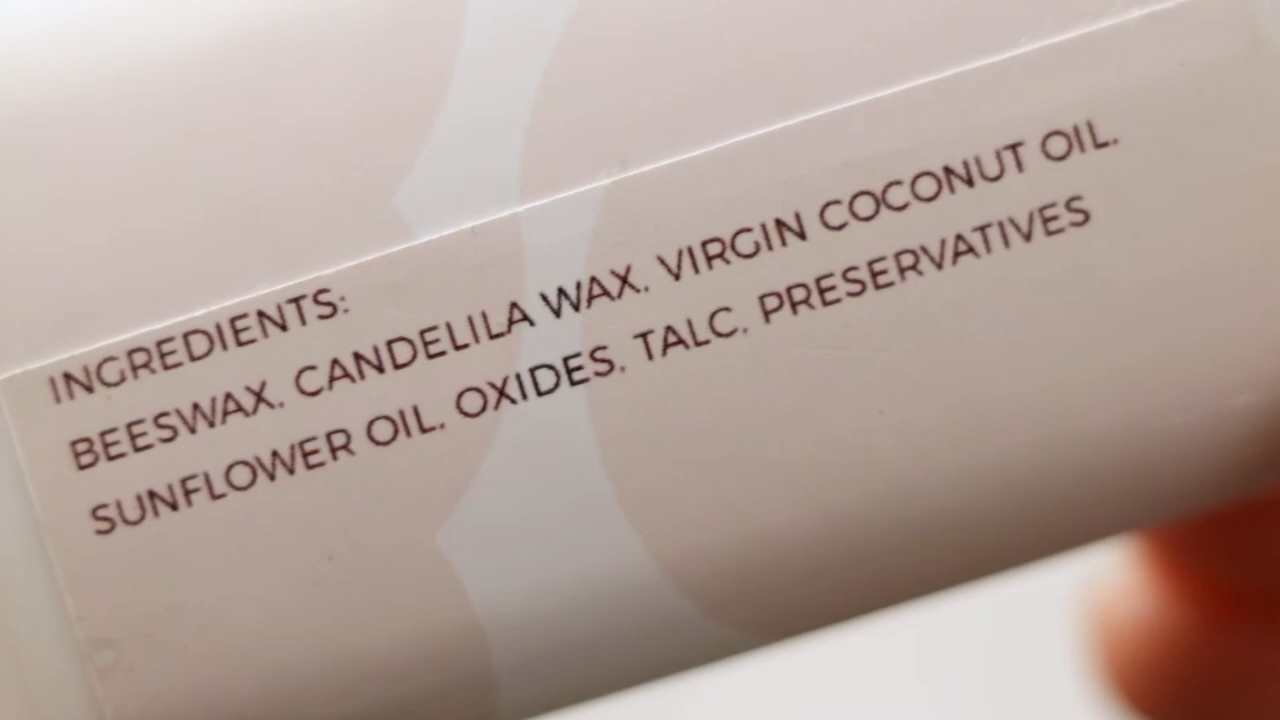 INGREDIENTS:
BEESWAX, CANDELILA WAX, VIRGIN COCONUT OIL,
SUNFLOWER OIL, OXIDES, TALC, PRESERVATIVES